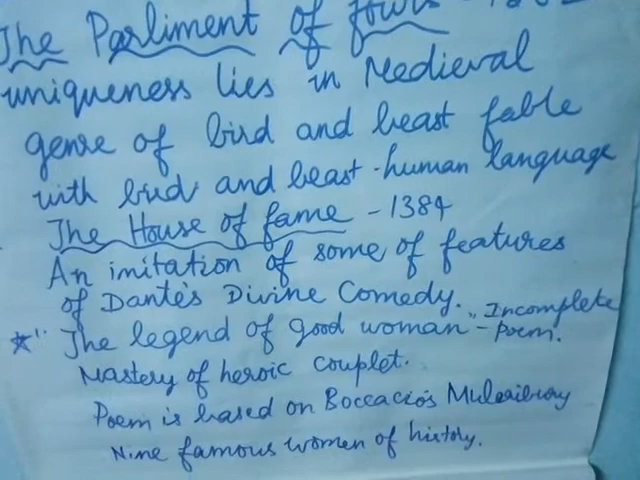 The Parliment of fowls
uniqueness lies in Medieval
genre of bird and beast fable
with bird and beast-human language
The House of fame - 1384
An imitation of some of features
of Dante's Divine Comedy.
* "The legend of good woman" - Incomplete Poem.
Mastery of heroic couplet.
Poem is based on Boccacio's
Nine famous women of history.